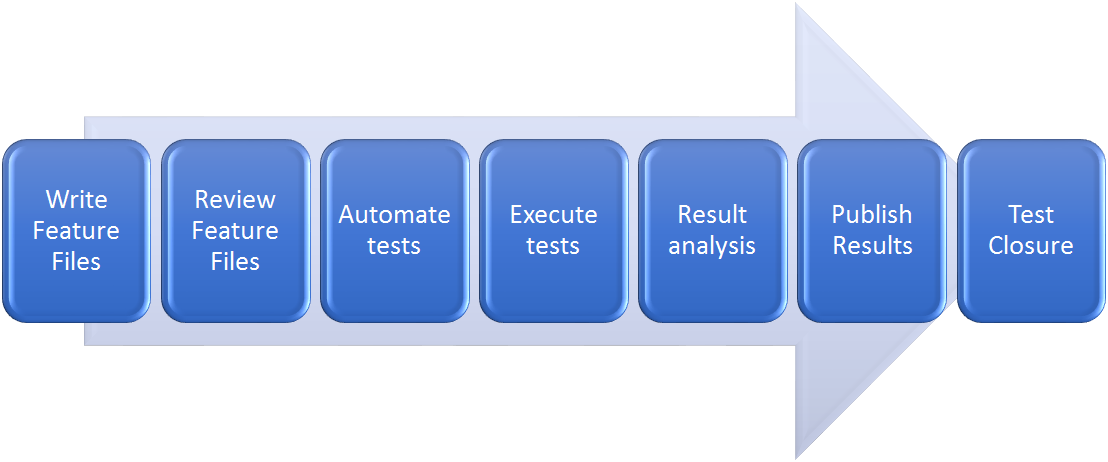 Write
Feature
Files
Review
Feature
Files
Automate
tests
Execute
tests
Result
analysis
Publish
Results
Test
Closure